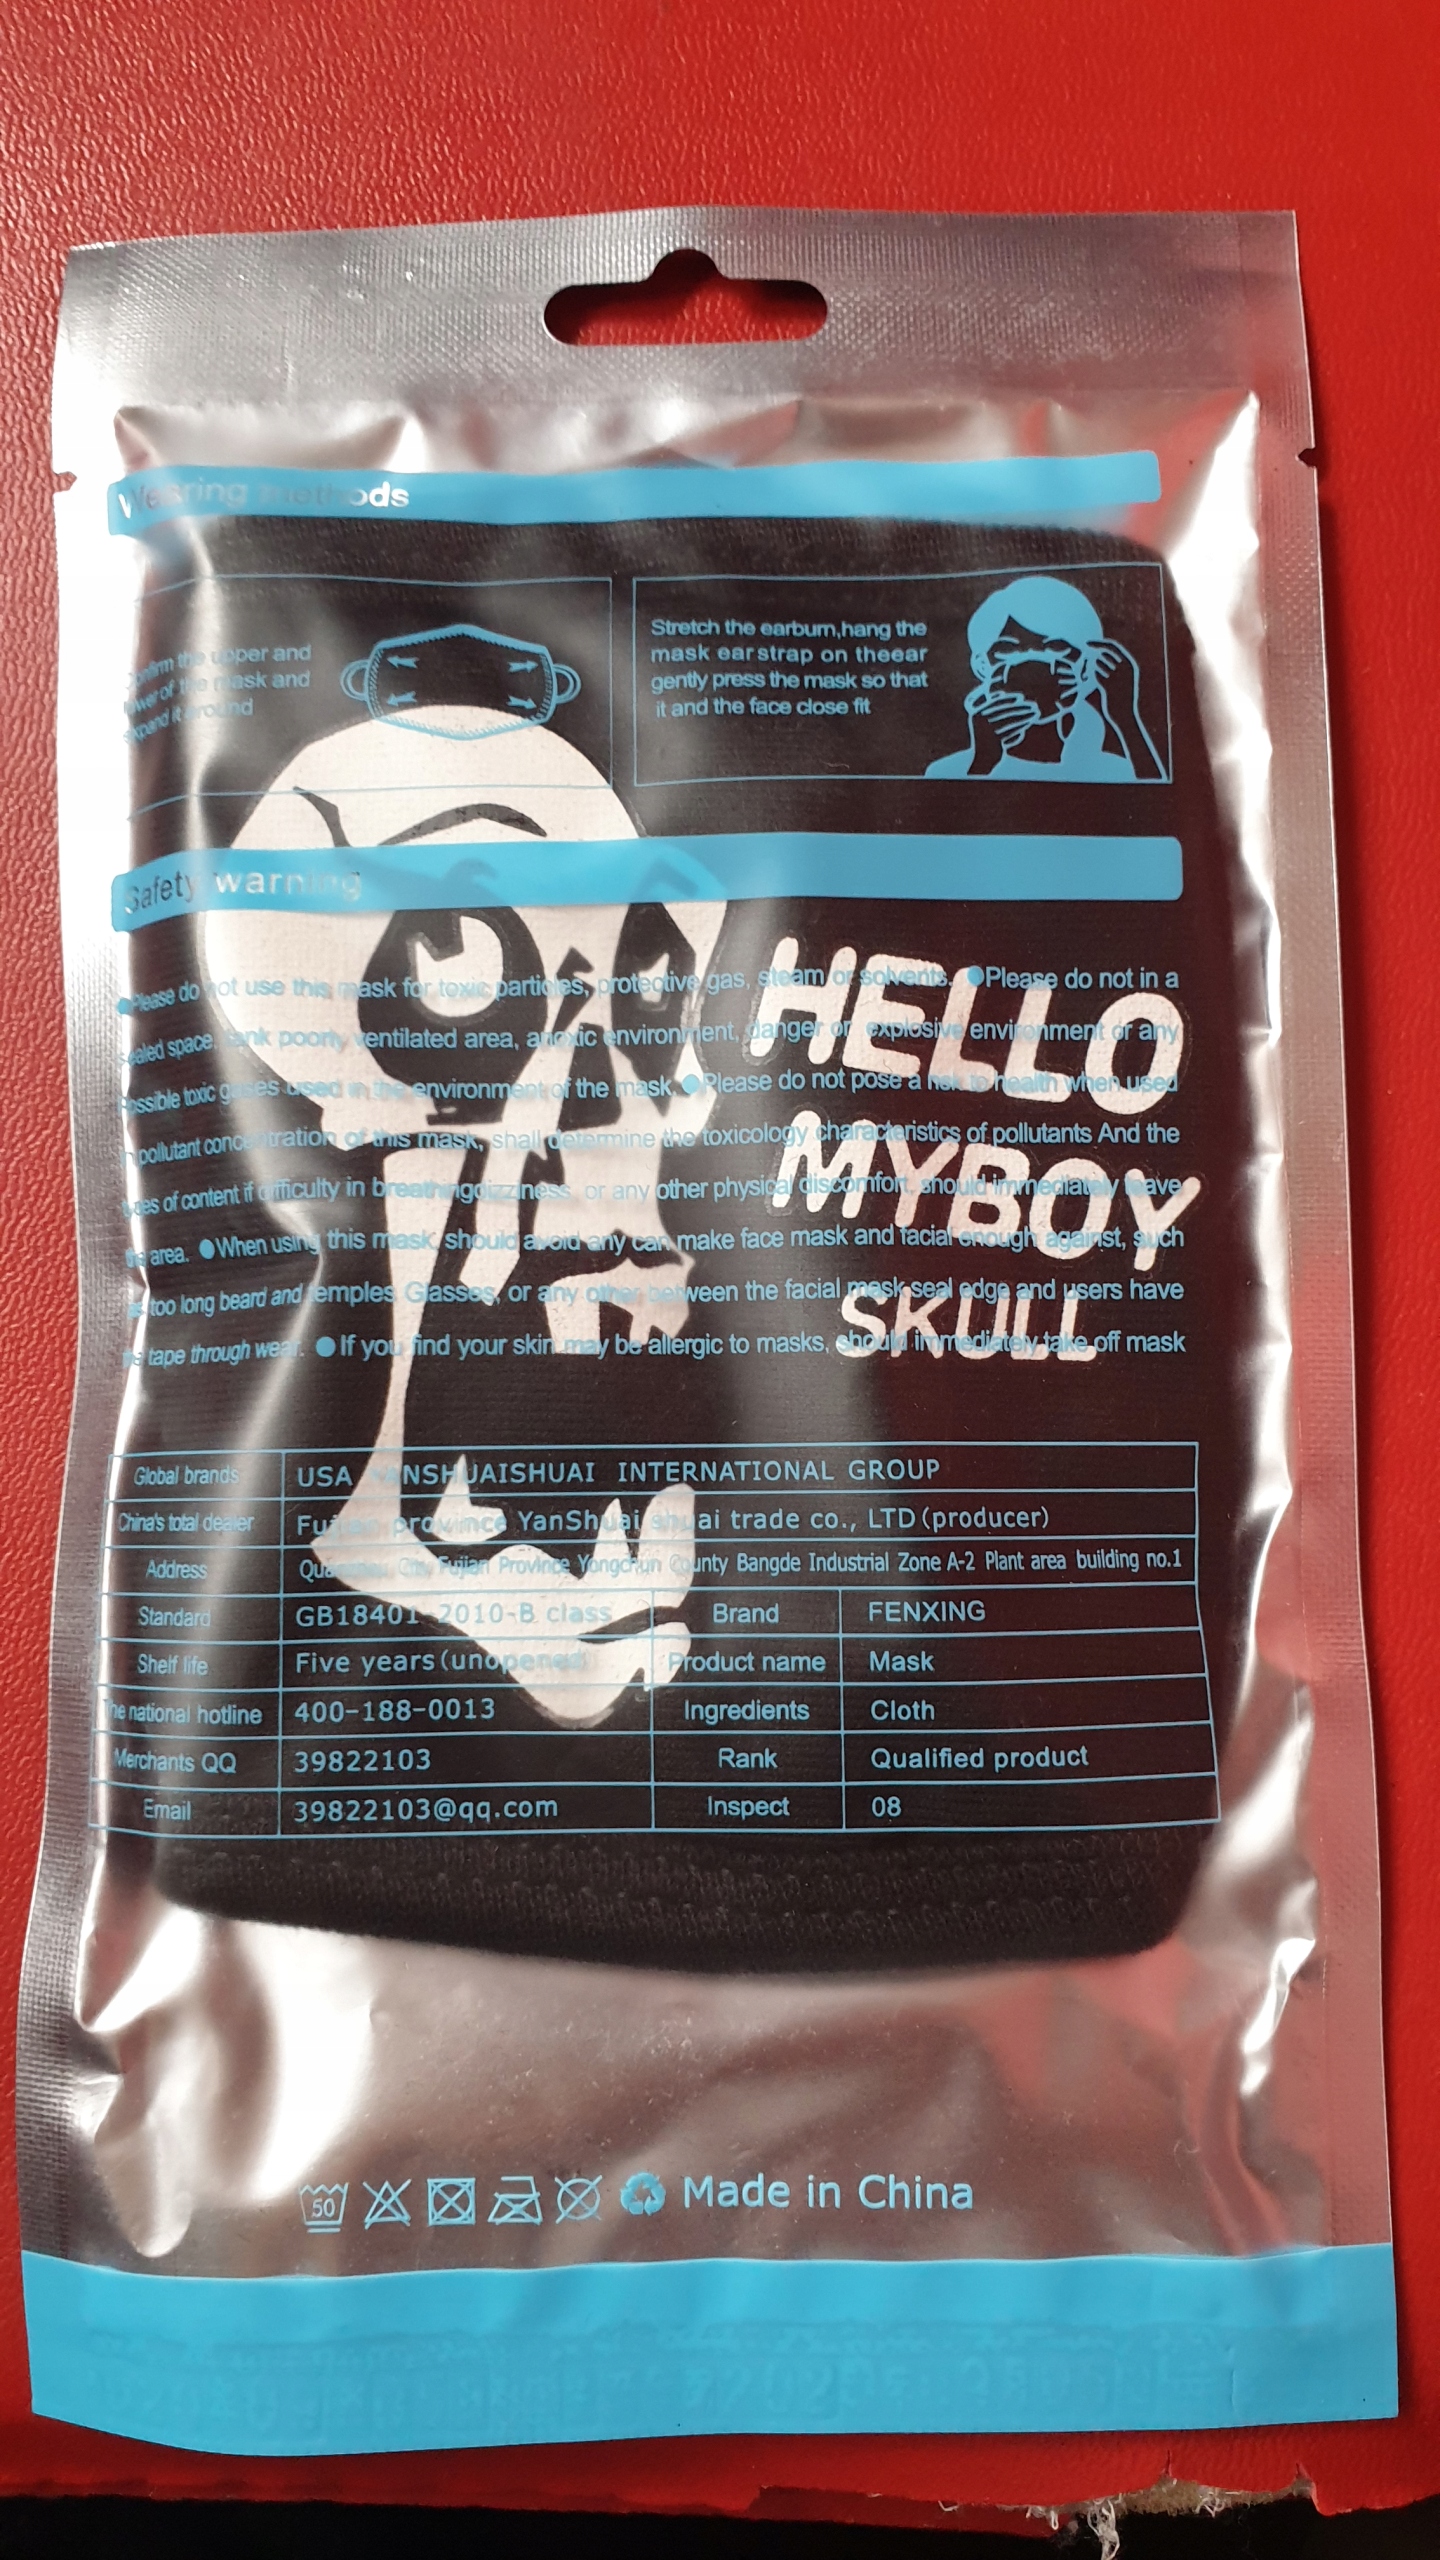 Wearing methods
Confirm the upper and
lower of the mask and
expand it around
Stretch the earburn,hang the
mask ear strap on theear
gently press the mask so that
it and the face close fit
Safety warning
●Please do not use this mask for toxic particles, protective gas, steam or solvents. ●Please do not in a
sealed space. tank poorly ventilated area, anoxic environment, danger or explosive environment or any
Possible toxic gases used in the environment of the mask ●Please do not pose a risk to health when used
pollutant concentration of this mask, shall determine the toxicology characteristics of pollutants And the
types of content if difficulty in breathingdizziness, or any other physical discomfort, should immediately leave
the area. ●When using this mask, should avoid any can make face mask and facial enough against, such
as too long beard and temples Glasses, or any other between the facial mask seal edge and users have
the tape through wear. ●If you find your skin may be allergic to masks, should immediately take off mask
HELLO
MYBOY
SKULL
Global brands USA YANSHUAISHUAI INTERNATIONAL GROUP
China's total dealer Fujian province YanShuai shuai trade co., LTD(producer)
Address Quanzhou City Fujian Province Yongchun County Bangde Industrial Zone A-2 Plant area building no.1
Standard GB18401-2010-B class Brand FENXING
Shelf life Five years(unopened) Product name Mask
The national hotline 400-188-0013 Ingredients Cloth
Merchants QQ 39822103 Rank Qualified product
Email 39822103@qq.com Inspect 08
50 Made in China